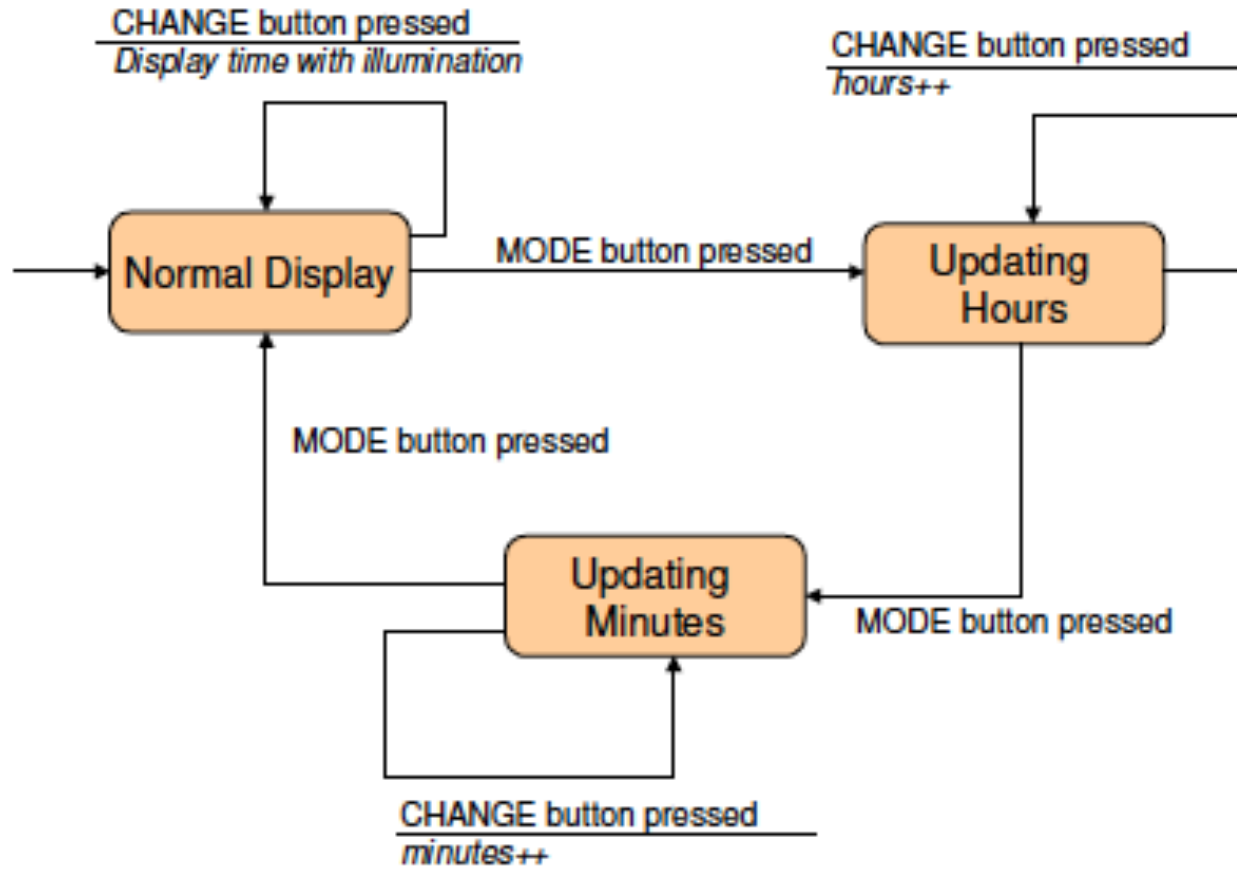 CHANGE button pressed
Display time with illumination
CHANGE button pressed
hours++
Normal Display
MODE button pressed
Updating
Hours
MODE button pressed
Updating
Minutes
MODE button pressed
CHANGE button pressed
minutes++